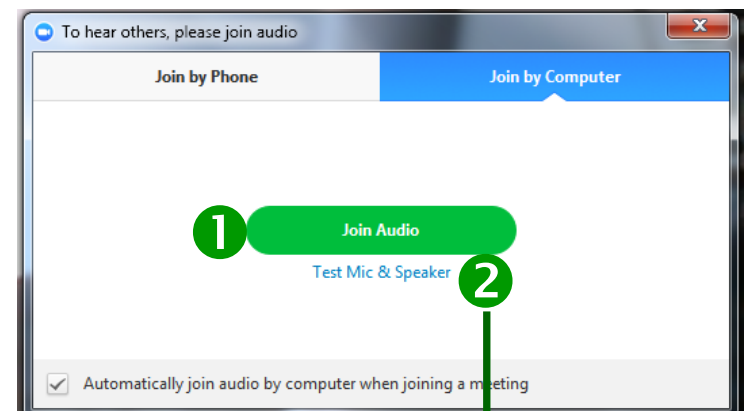 To hear others, please join audio
x
Join by Phone
Join by Computer
1
Join Audio
Test Mic & Speaker
2
Automatically join audio by computer when joining a meeting